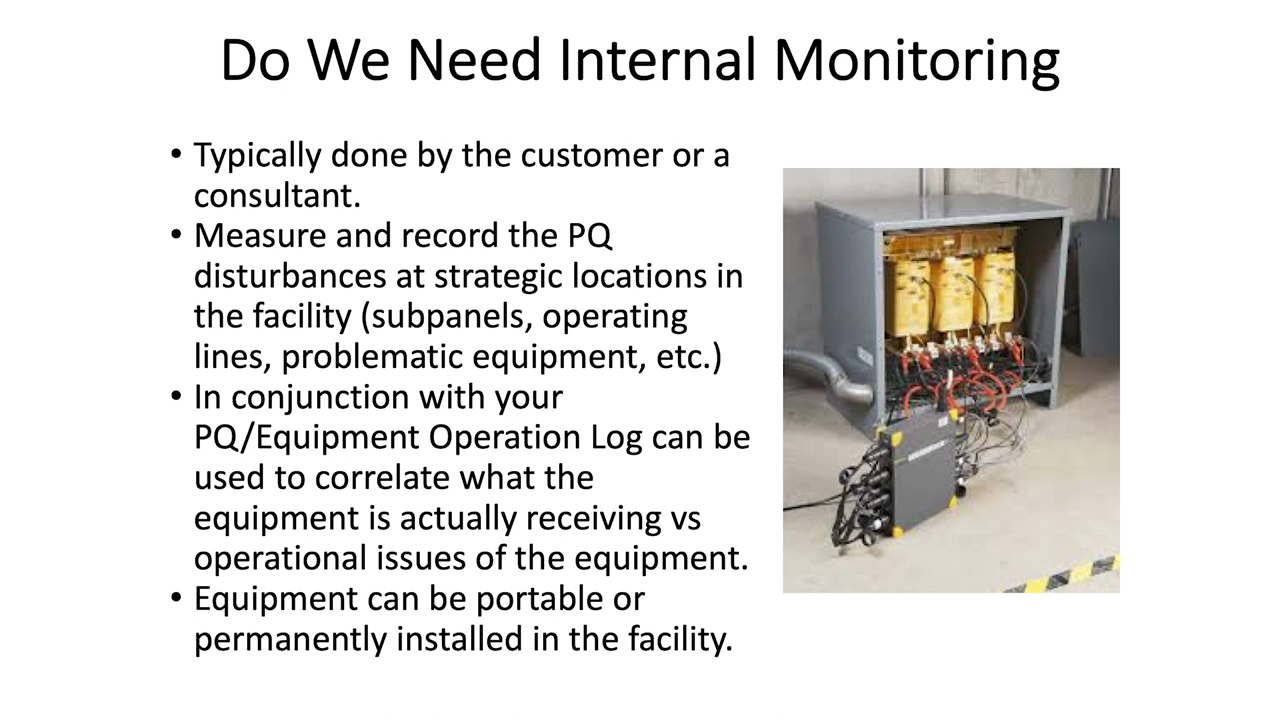 Do We Need Internal Monitoring
• Typically done by the customer or a
consultant.
• Measure and record the PQ
disturbances at strategic locations in
the facility (subpanels, operating
lines, problematic equipment, etc.)
• In conjunction with your
PQ/Equipment Operation Log can be
used to correlate what the
equipment is actually receiving vs
operational issues of the equipment.
• Equipment can be portable or
permanently installed in the facility.